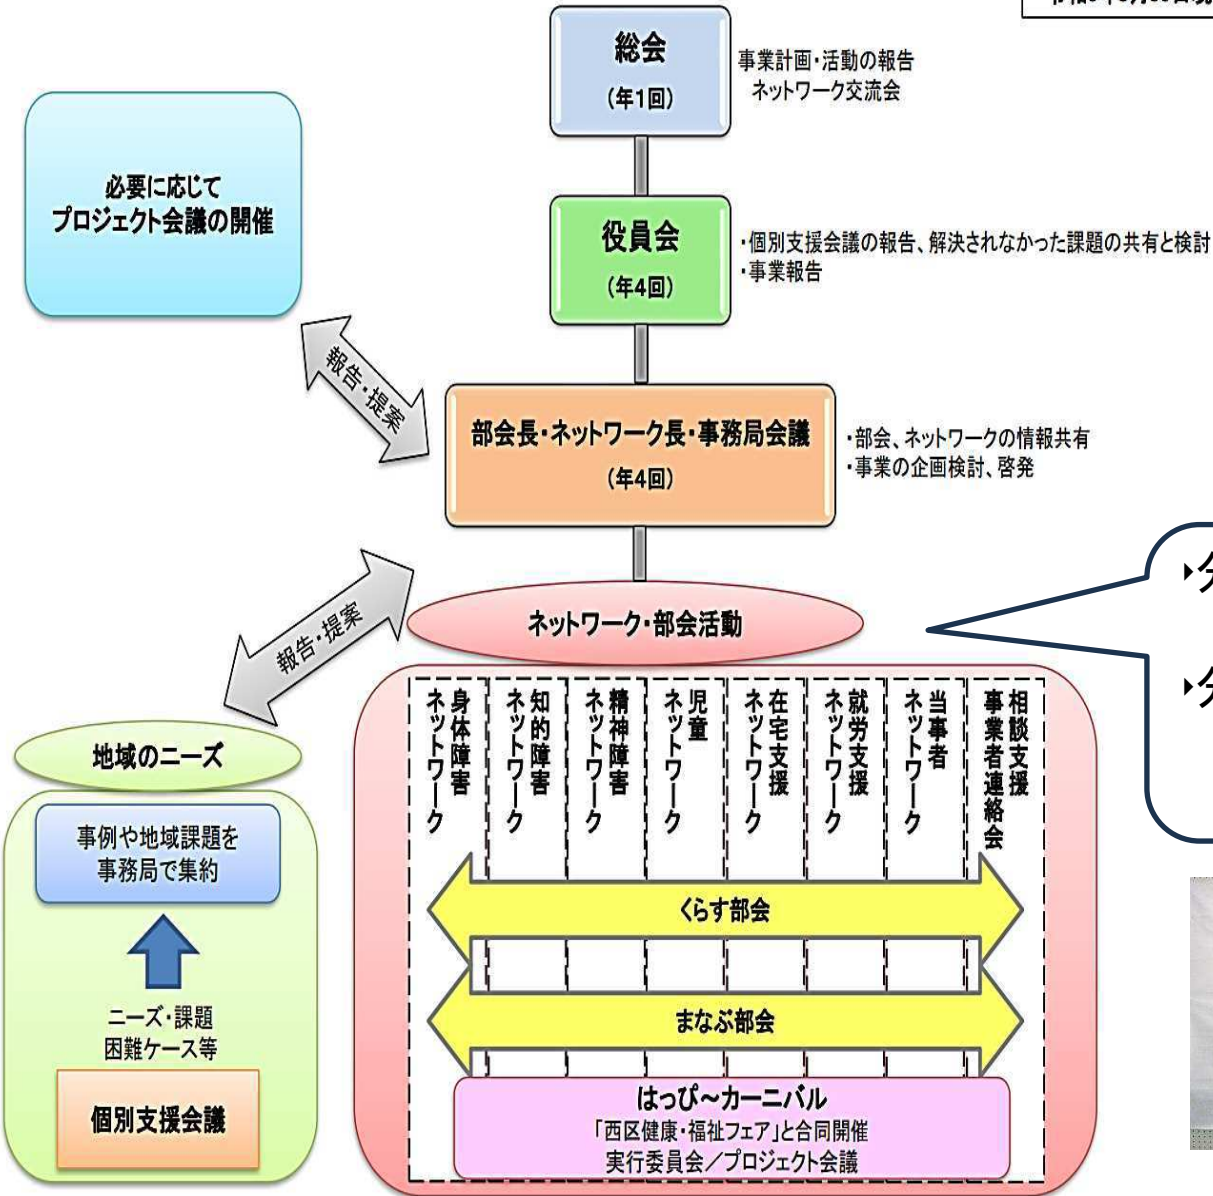 総会
（年1回）
事業計画・活動の報告
ネットワーク交流会
必要に応じて
プロジェクト会議の開催
役員会
（年4回）
・個別支援会議の報告、解決されなかった課題の共有と検討
・事業報告
報告・提案
部会長・ネットワーク長・事務局会議
（年4回）
・部会、ネットワークの情報共有
・事業の企画検討、啓発
報告・提案
ネットワーク・部会活動
地域のニーズ
事例や地域課題を
事務局で集約
ニーズ・課題
困難ケース等
個別支援会議
身体障害
ネットワーク
知的障害
ネットワーク
精神障害
ネットワーク
児童
ネットワーク
在宅支援
ネットワーク
就労支援
ネットワーク
当事者
ネットワーク
相談支援
事業者連絡会
くらす部会
まなぶ部会
はっぴ～カーニバル
「西区健康・福祉フェア」と合同開催
実行委員会／プロジェクト会議